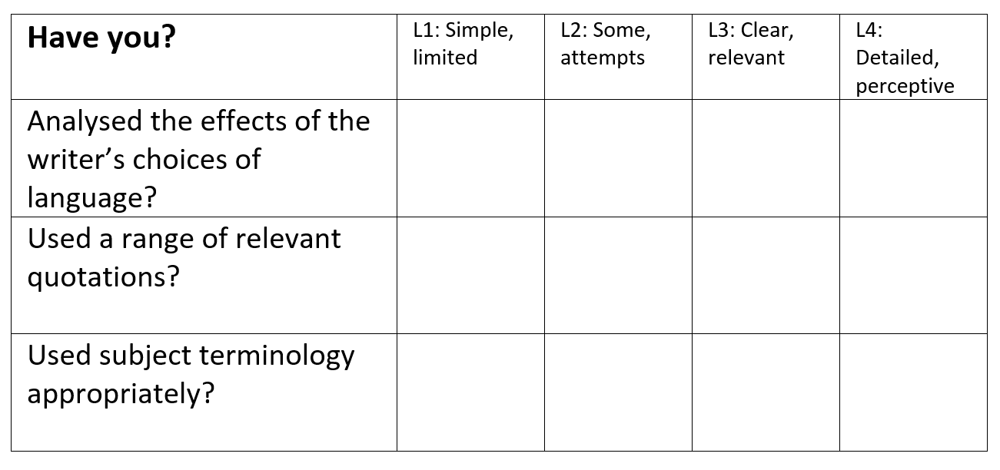 Have you?
L1: Simple,
limited
L2: Some,
attempts
L3: Clear,
relevant
L4:
Detailed,
perceptive
Analysed the effects of the
writer’s choices of
language?
Used a range of relevant
quotations?
Used subject terminology
appropriately?